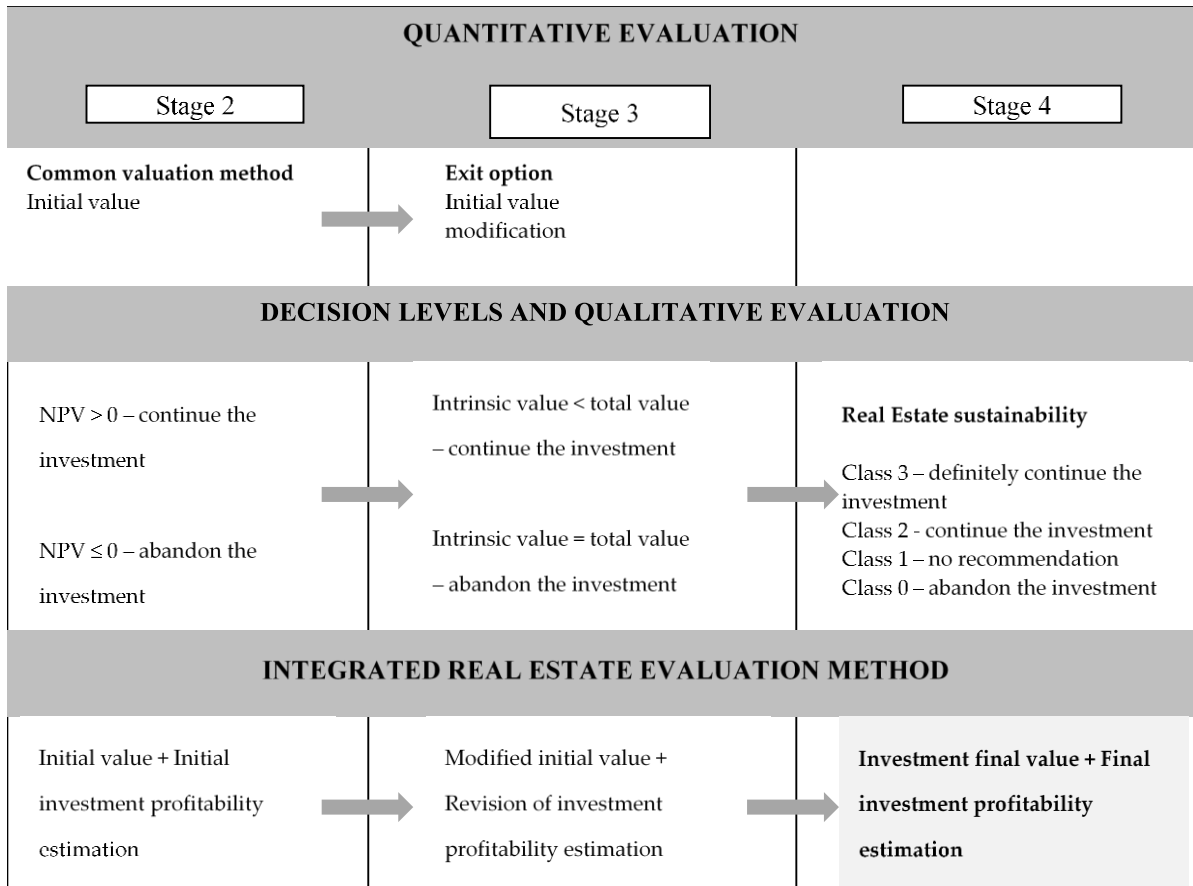 QUANTITATIVE EVALUATION
Stage 2
Stage 3
Stage 4
Common valuation method
Initial value
Exit option
Initial value
modification
DECISION LEVELS AND QUALITATIVE EVALUATION
NPV > 0 – continue the
investment
NPV ≤ 0 – abandon the
investment
Intrinsic value < total value
– continue the investment
Intrinsic value = total value
– abandon the investment
Real Estate sustainability
Class 3 – definitely continue the
investment
Class 2 - continue the investment
Class 1 – no recommendation
Class 0 – abandon the investment
INTEGRATED REAL ESTATE EVALUATION METHOD
Initial value + Initial
investment profitability
estimation
Modified initial value +
Revision of investment
profitability estimation
Investment final value + Final
investment profitability
estimation